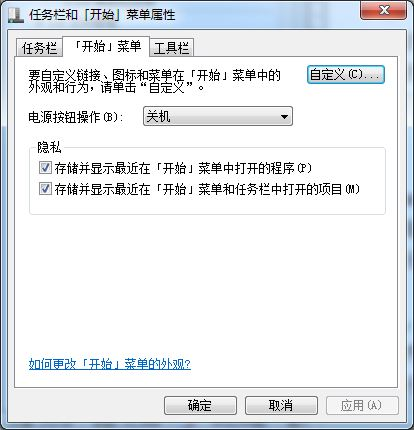 任务栏和「开始」菜单属性
任务栏 「开始」菜单 工具栏
要自定义链接、图标和菜单在「开始」菜单中的
外观和行为，请单击“自定义”。
自定义(C)...
电源按钮操作(B): 关机
隐私
存储并显示最近在「开始」菜单中打开的程序(P)
存储并显示最近在「开始」菜单和任务栏中打开的项目(M)
如何更改「开始」菜单的外观?
确定 取消 应用(A)